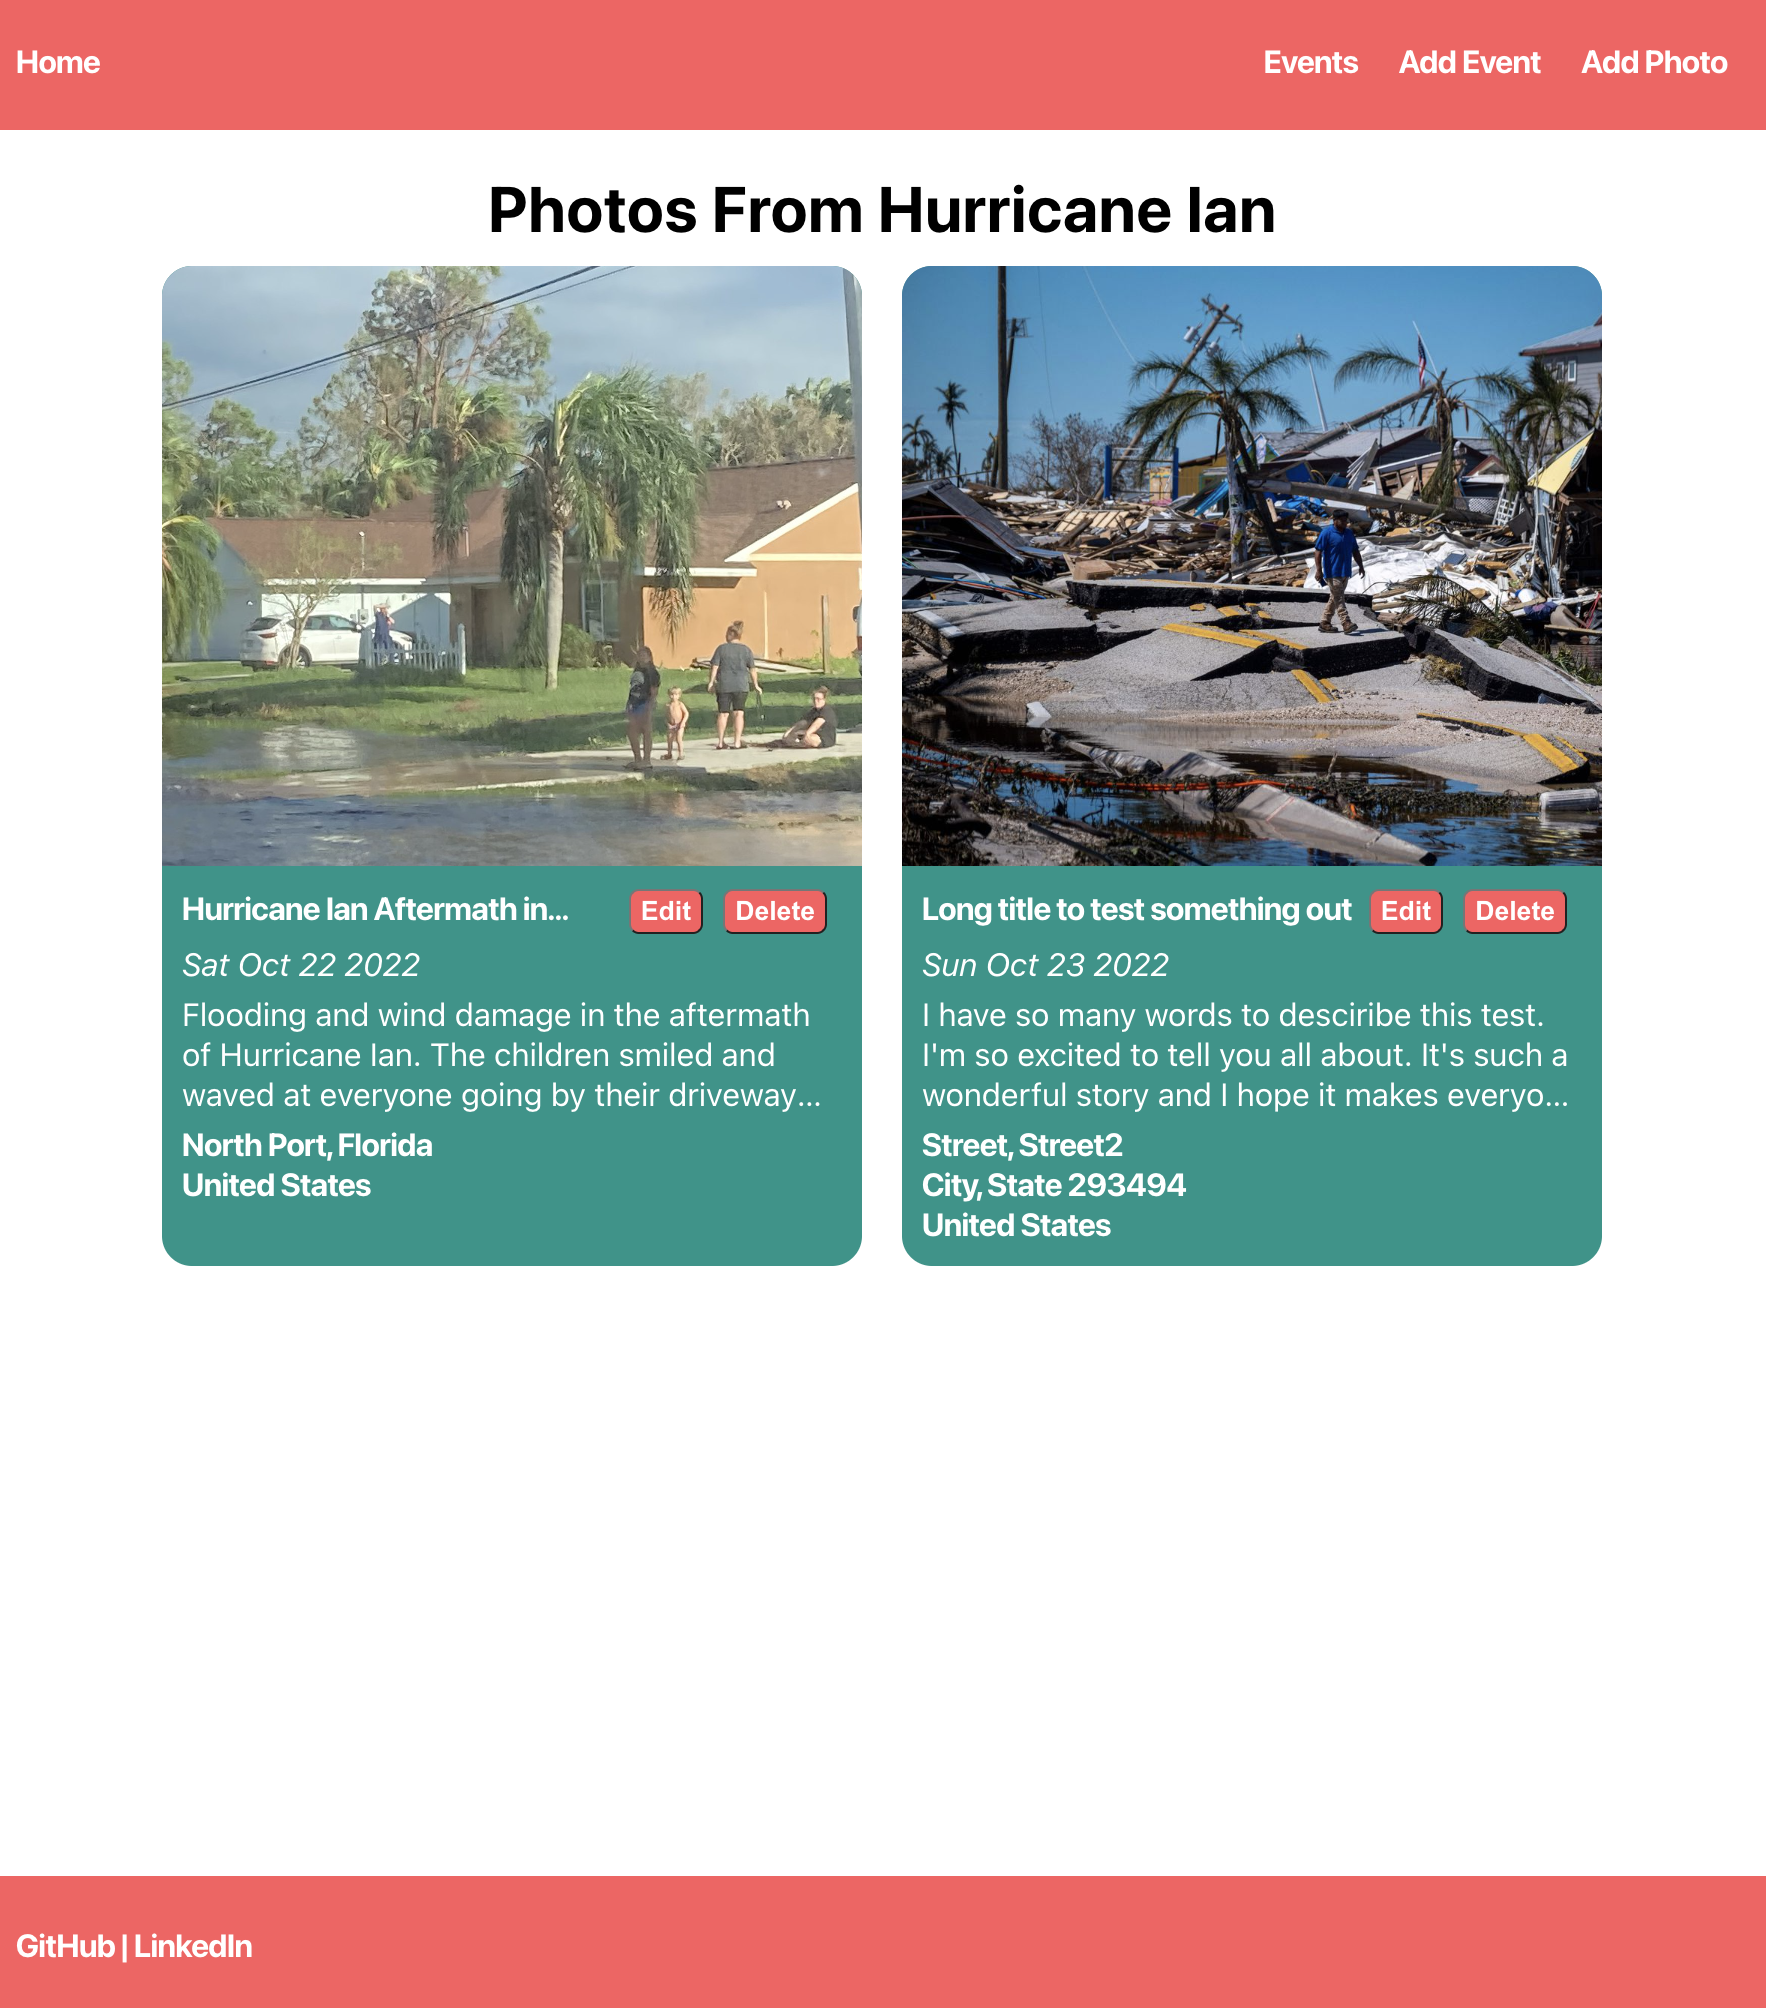 Home
Events
Add Event
Add Photo
Photos From Hurricane Ian
Hurricane Ian Aftermath in...
Edit
Delete
Sat Oct 22 2022
Flooding and wind damage in the aftermath
of Hurricane Ian. The children smiled and
waved at everyone going by their driveway...
North Port, Florida
United States
Long title to test something out
Edit
Delete
Sun Oct 23 2022
I have so many words to desciribe this test.
I'm so excited to tell you all about. It's such a
wonderful story and I hope it makes everyo...
Street, Street2
City, State 293494
United States
GitHub | LinkedIn